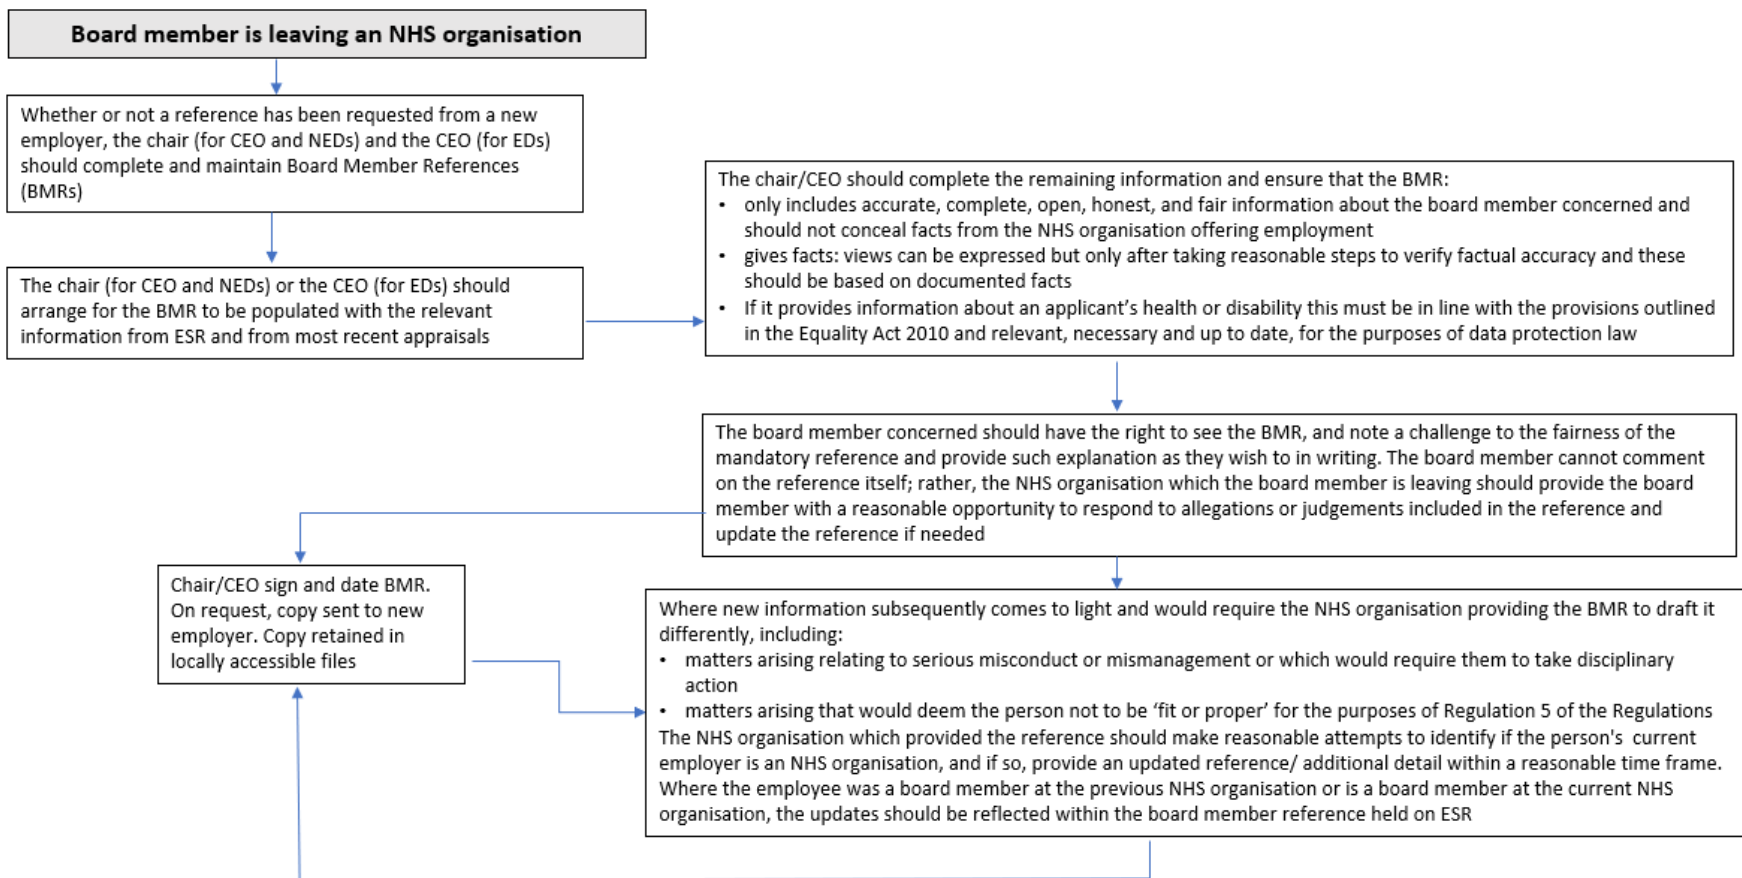 Board member is leaving an NHS organisation
Whether or not a reference has been requested from a new
employer, the chair (for CEO and NEDs) and the CEO (for EDs)
should complete and maintain Board Member References
(BMRs)
The chair (for CEO and NEDs) or the CEO (for EDs) should
arrange for the BMR to be populated with the relevant
information from ESR and from most recent appraisals
The chair/CEO should complete the remaining information and ensure that the BMR:
• only includes accurate, complete, open, honest, and fair information about the board member concerned and
should not conceal facts from the NHS organisation offering employment
• gives facts: views can be expressed but only after taking reasonable steps to verify factual accuracy and these
should be based on documented facts
• If it provides information about an applicant’s health or disability this must be in line with the provisions outlined
in the Equality Act 2010 and relevant, necessary and up to date, for the purposes of data protection law
The board member concerned should have the right to see the BMR, and note a challenge to the fairness of the
mandatory reference and provide such explanation as they wish to in writing. The board member cannot comment
on the reference itself; rather, the NHS organisation which the board member is leaving should provide the board
member with a reasonable opportunity to respond to allegations or judgements included in the reference and
update the reference if needed
Chair/CEO sign and date BMR.
On request, copy sent to new
employer. Copy retained in
locally accessible files
Where new information subsequently comes to light and would require the NHS organisation providing the BMR to draft it
differently, including:
• matters arising relating to serious misconduct or mismanagement or which would require them to take disciplinary
action
• matters arising that would deem the person not to be ‘fit or proper’ for the purposes of Regulation 5 of the Regulations
The NHS organisation which provided the reference should make reasonable attempts to identify if the person's current
employer is an NHS organisation, and if so, provide an updated reference/ additional detail within a reasonable time frame.
Where the employee was a board member at the previous NHS organisation or is a board member at the current NHS
organisation, the updates should be reflected within the board member reference held on ESR